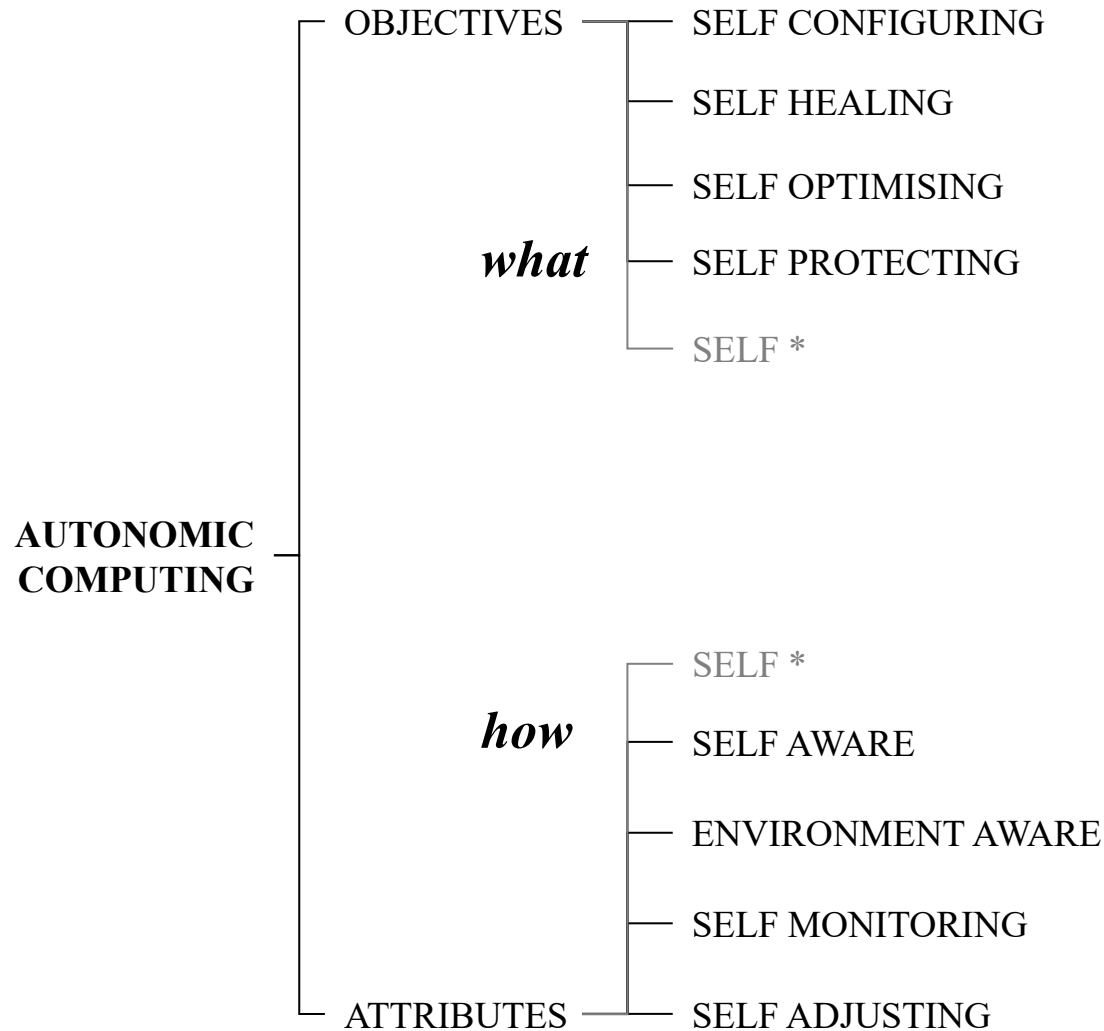 OBJECTIVES
SELF CONFIGURING
SELF HEALING
SELF OPTIMISING
what
SELF PROTECTING
SELF *
AUTONOMIC
COMPUTING
SELF *
how
SELF AWARE
ENVIRONMENT AWARE
SELF MONITORING
ATTRIBUTES
SELF ADJUSTING